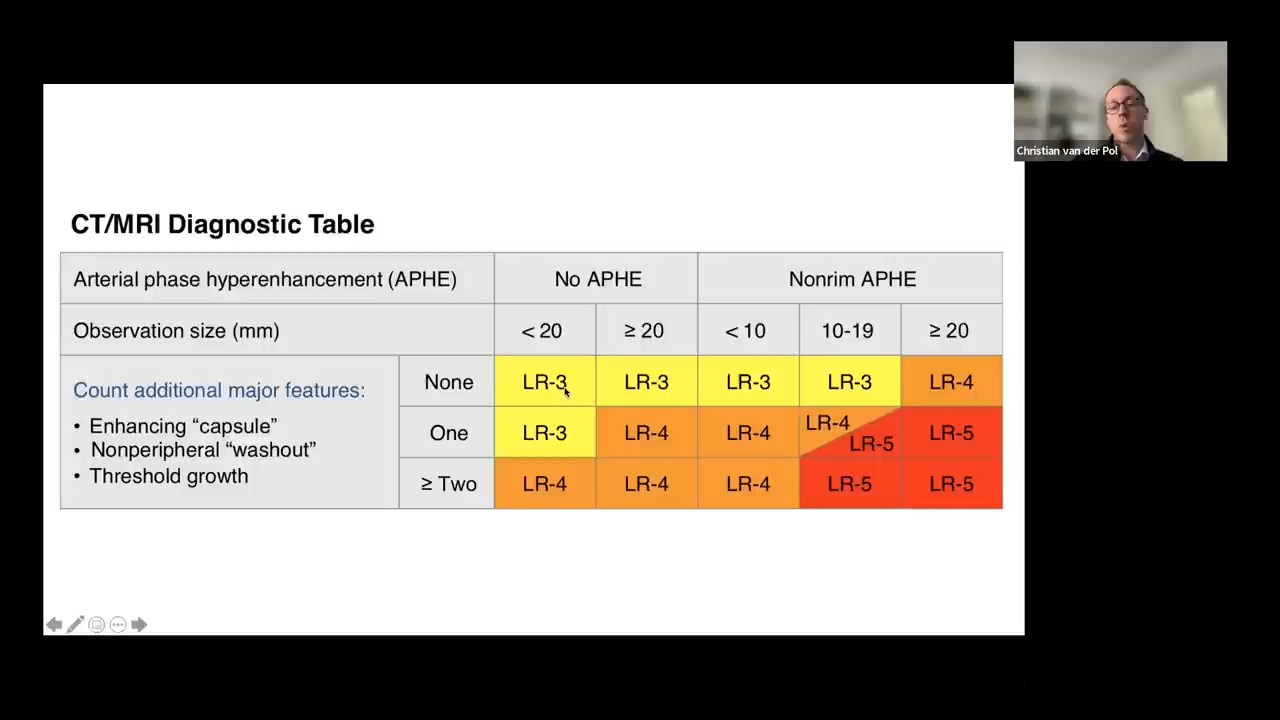 Christian van der Pol
CT/MRI Diagnostic Table
Arterial phase hyperenhancement (APHE) No APHE Nonrim APHE
Observation size (mm) < 20 ≥ 20 < 10 10-19 ≥ 20
Count additional major features:
• Enhancing “capsule”
• Nonperipheral “washout”
• Threshold growth
None LR-3 LR-3 LR-3 LR-3 LR-4
One LR-3 LR-4 LR-4 LR-4 LR-5 LR-5
≥ Two LR-4 LR-4 LR-4 LR-5 LR-5